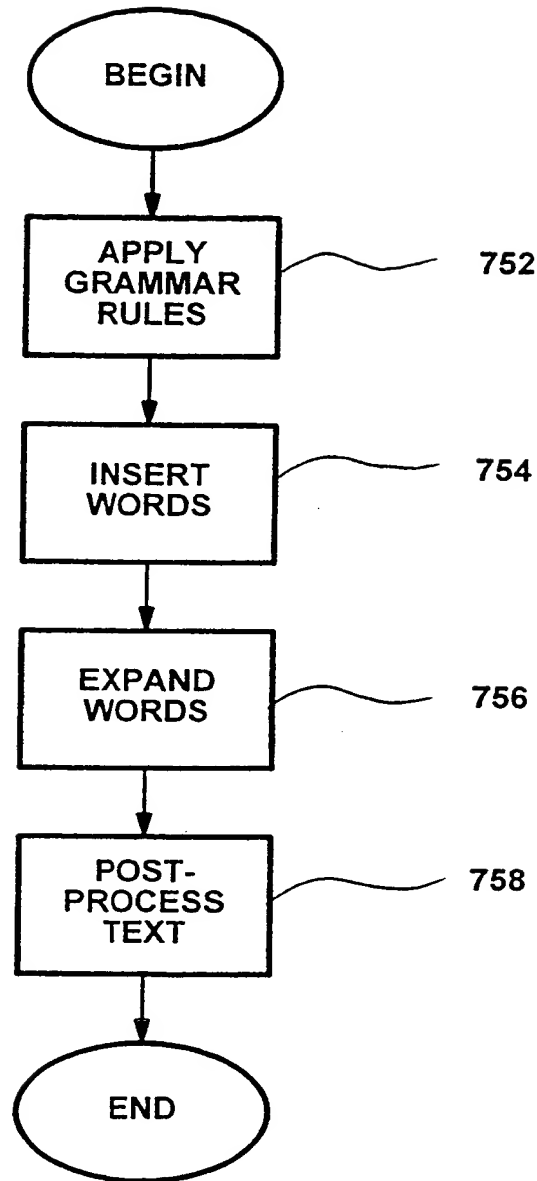 BEGIN
APPLY
GRAMMAR
RULES
752
INSERT
WORDS
754
EXPAND
WORDS
756
POST-
PROCESS
TEXT
758
END